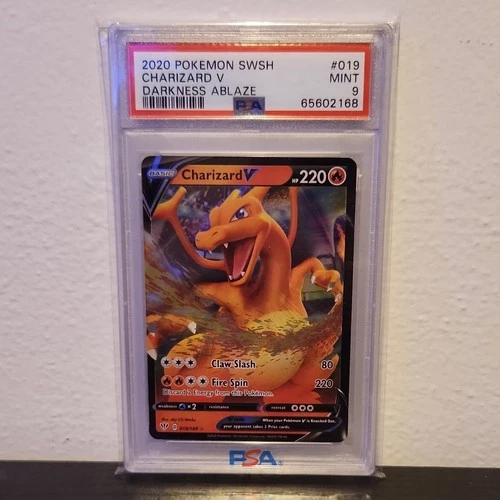 2020 POKEMON SWSH #019
CHARIZARD V MINT
DARKNESS ABLAZE 9
PSA 65602168
BASIC Charizard V HP 220
Claw Slash 80
Fire Spin 220
Discard 2 Energy from this Pokémon.
weakness ×2 resistance retreat
When your Pokémon V is Knocked Out,
your opponent takes 2 Prize cards.
019/189
PSA